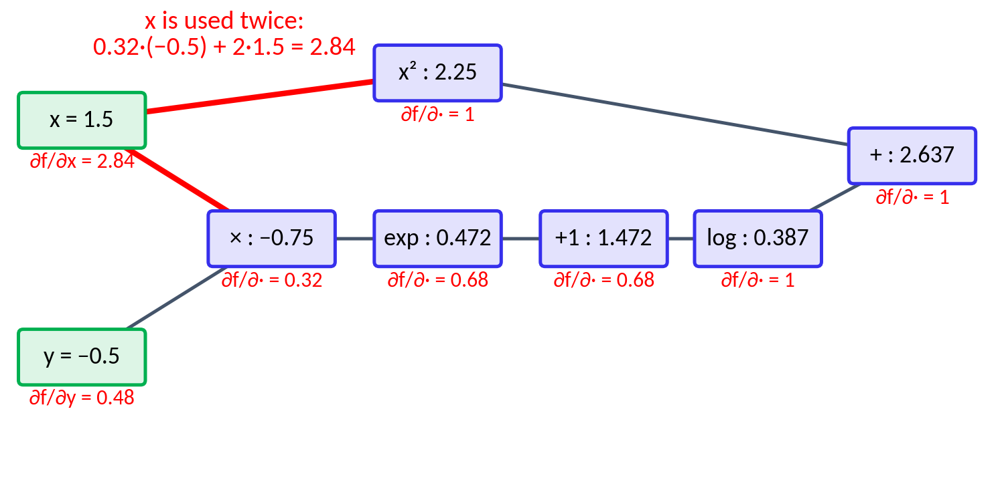 x is used twice:
0.32·(−0.5) + 2·1.5 = 2.84
x² : 2.25
∂f/∂· = 1
x = 1.5
∂f/∂x = 2.84
+ : 2.637
∂f/∂· = 1
× : −0.75
∂f/∂· = 0.32
exp : 0.472
∂f/∂· = 0.68
+1 : 1.472
∂f/∂· = 0.68
log : 0.387
∂f/∂· = 1
y = −0.5
∂f/∂y = 0.48